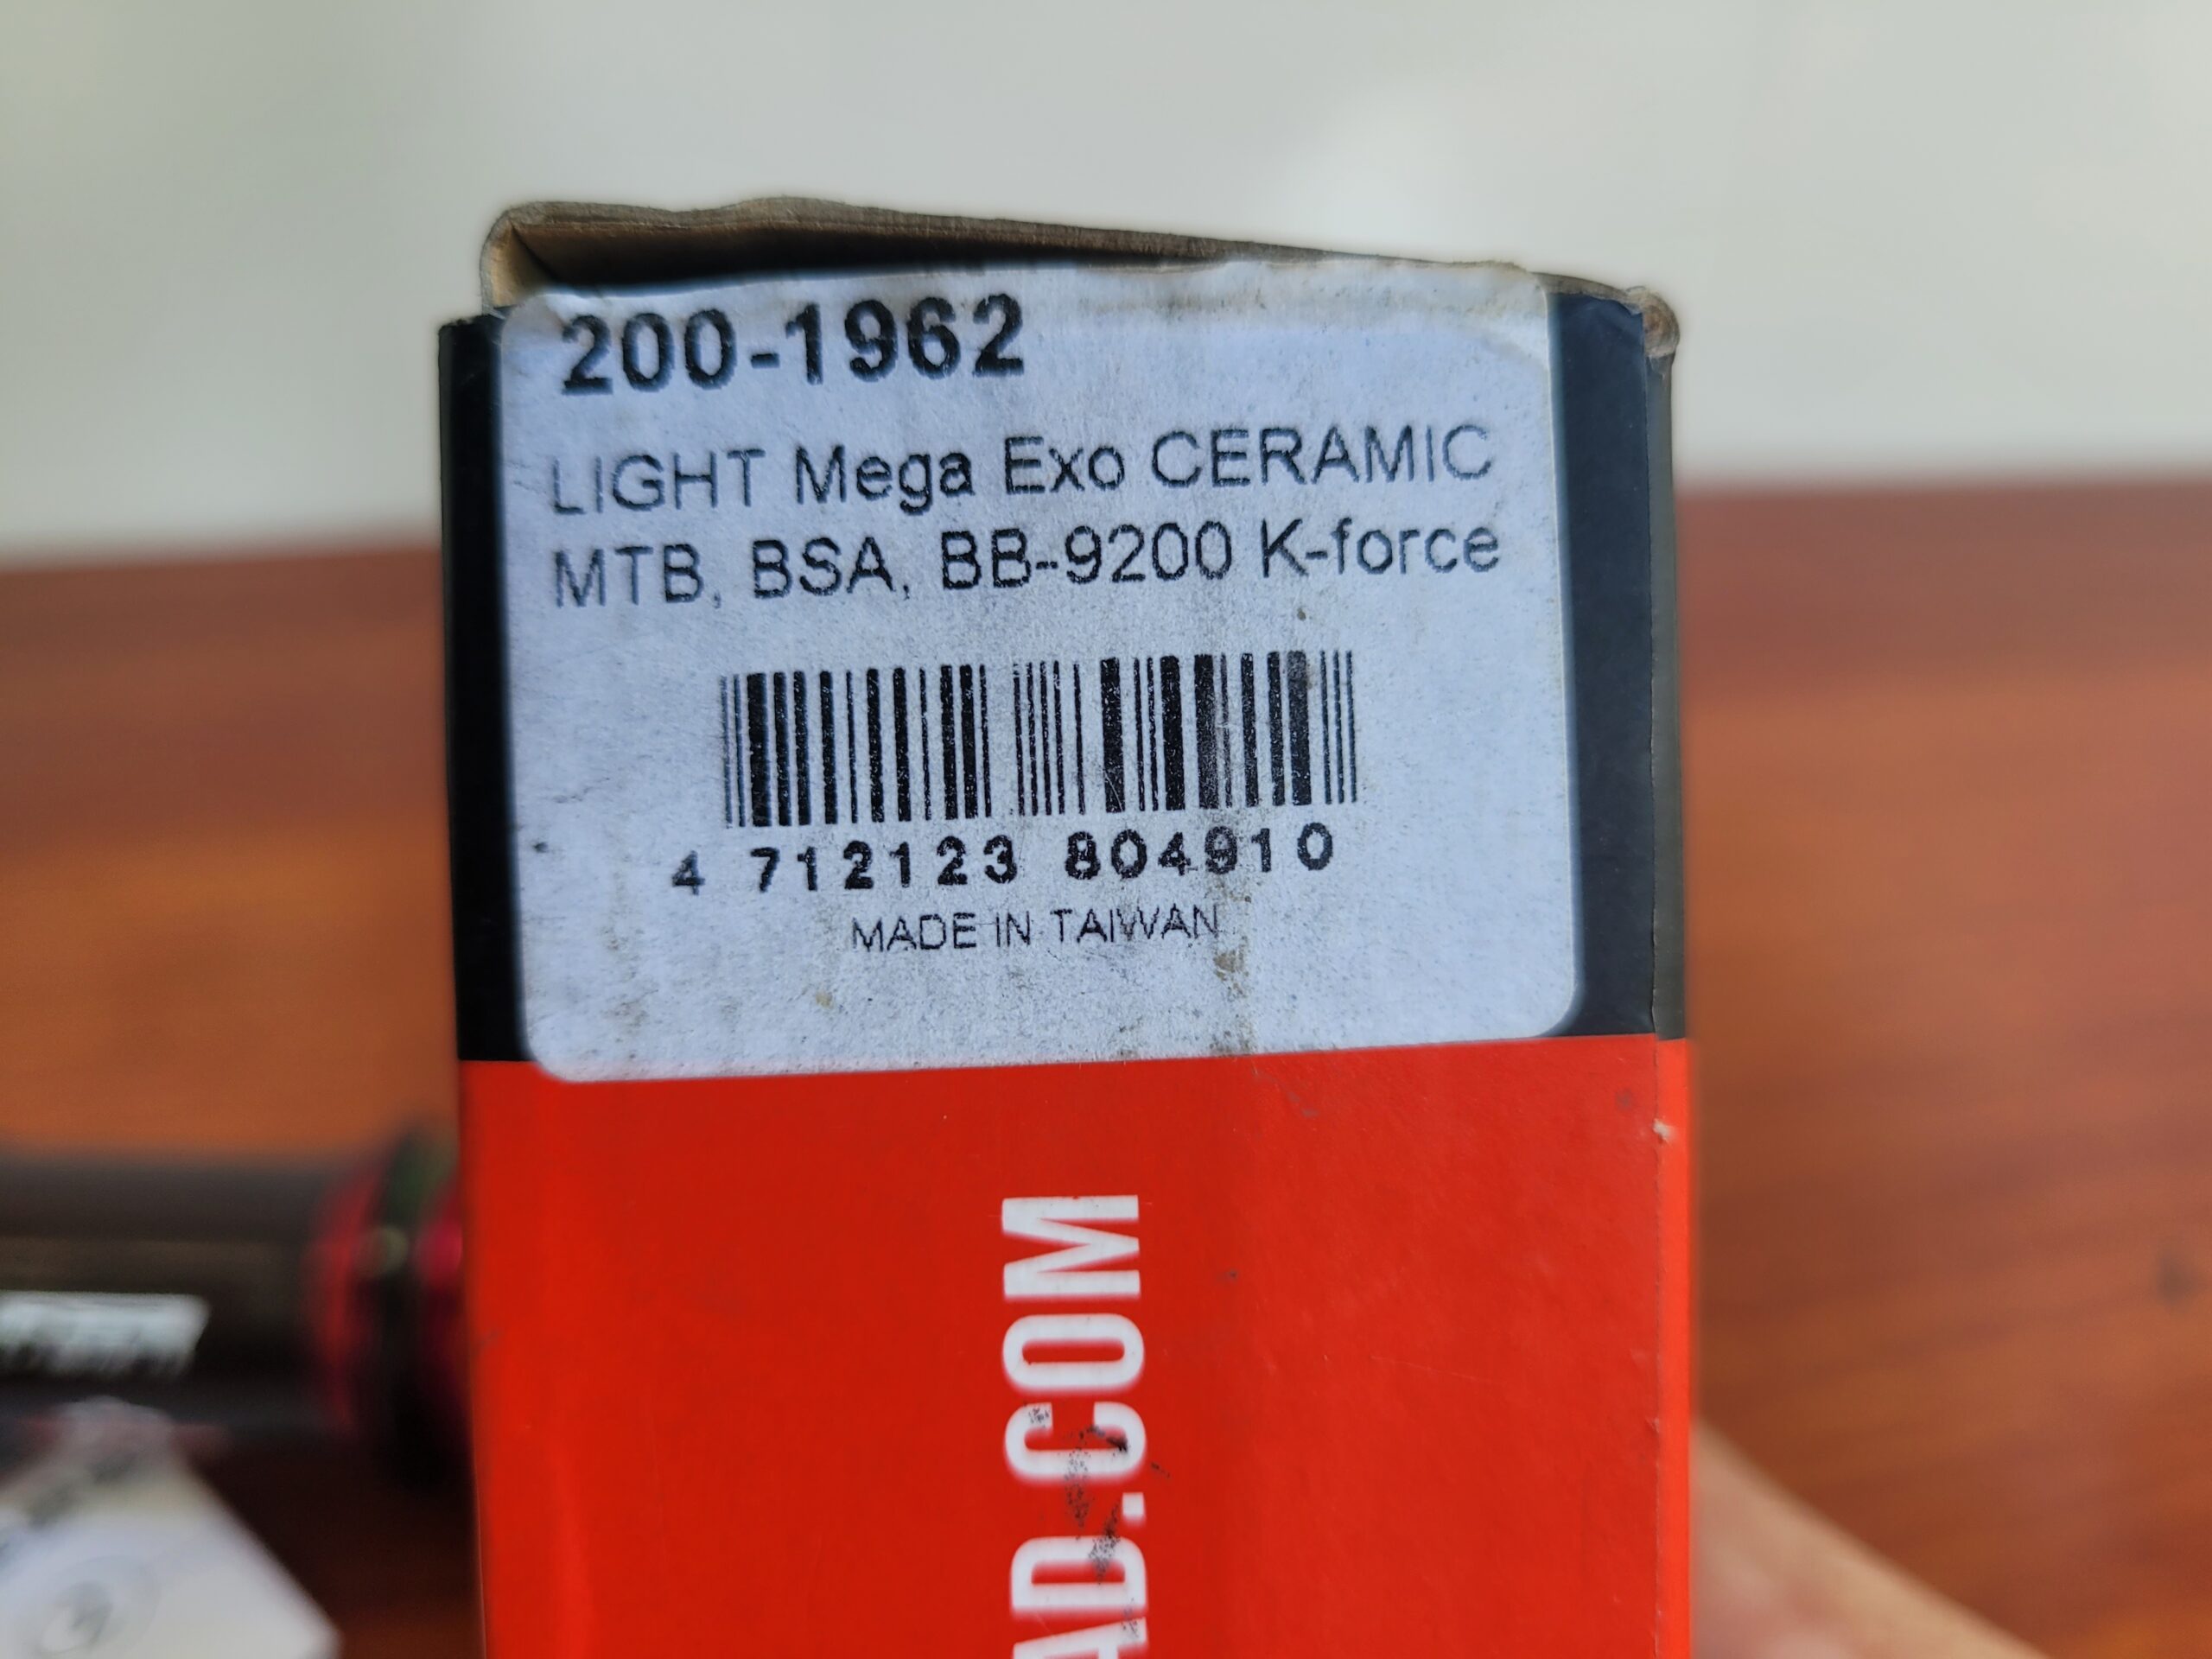 200-1962
LIGHT Mega Exo CERAMIC
MTB, BSA, BB-9200 K-force
4 712123 804910
MADE IN TAIWAN
AD.COM